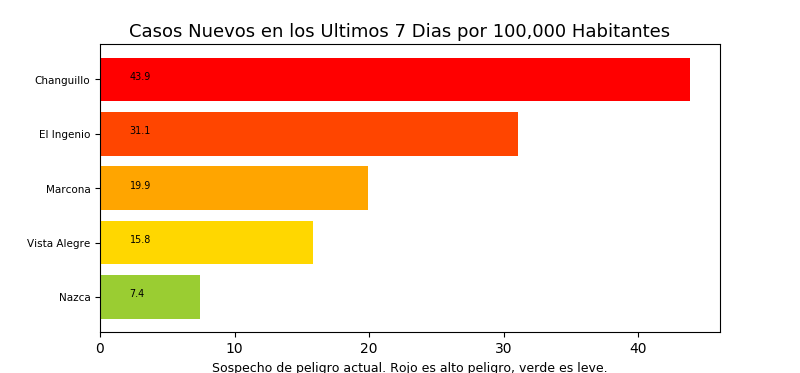 Casos Nuevos en los Ultimos 7 Dias por 100,000 Habitantes
Changuillo 43.9
El Ingenio 31.1
Marcona 19.9
Vista Alegre 15.8
Nazca 7.4
0 10 20 30 40
Sospecho de peligro actual. Rojo es alto peligro, verde es leve.